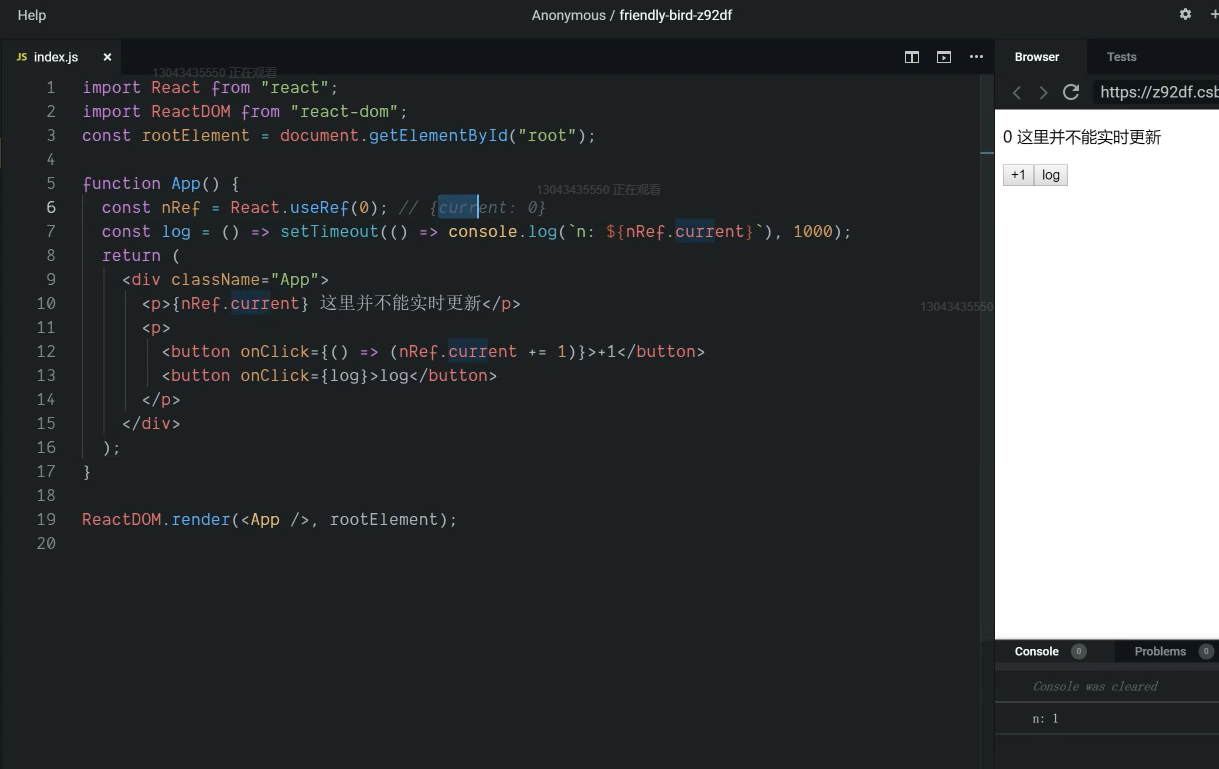 Help
Anonymous / friendly-bird-z92df
JS index.js ×
Browser
Tests
https://z92df.csb
13043435550 正在观看
1 import React from "react";
2 import ReactDOM from "react-dom";
3 const rootElement = document.getElementById("root");
4
5 function App() {
13043435550 正在观看
6 const nRef = React.useRef(0); // {current: 0}
7 const log = () => setTimeout(() => console.log(`n: ${nRef.current}`), 1000);
8 return (
9 <div className="App">
10 <p>{nRef.current} 这里并不能实时更新</p>
13043435550
11 <p>
12 <button onClick={() => (nRef.current += 1)}>+1</button>
13 <button onClick={log}>log</button>
14 </p>
15 </div>
16 );
17 }
18
19 ReactDOM.render(<App />, rootElement);
20
0 这里并不能实时更新
+1 log
Console 0
Problems 0
Console was cleared
n: 1